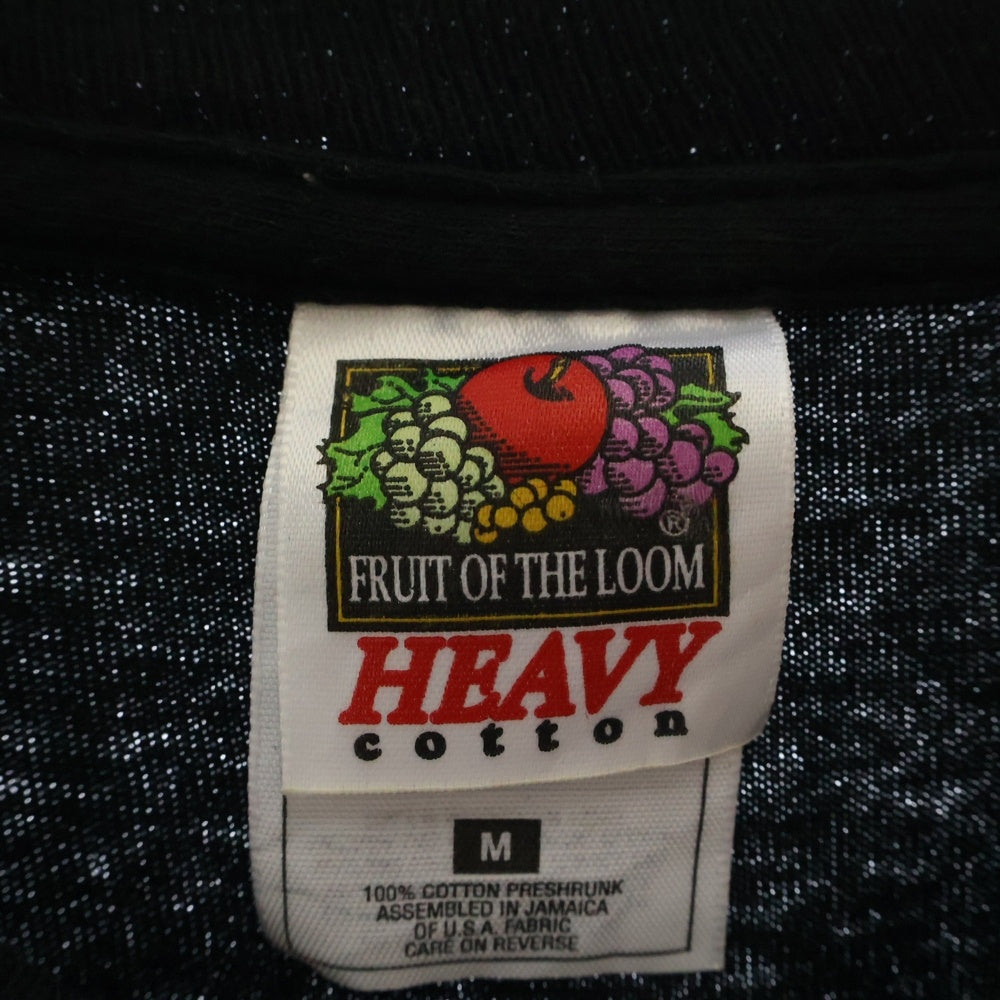 ®
FRUIT OF THE LOOM
HEAVY
cotton
M
100% COTTON PRESHRUNK
ASSEMBLED IN JAMAICA
OF U.S.A. FABRIC
CARE ON REVERSE